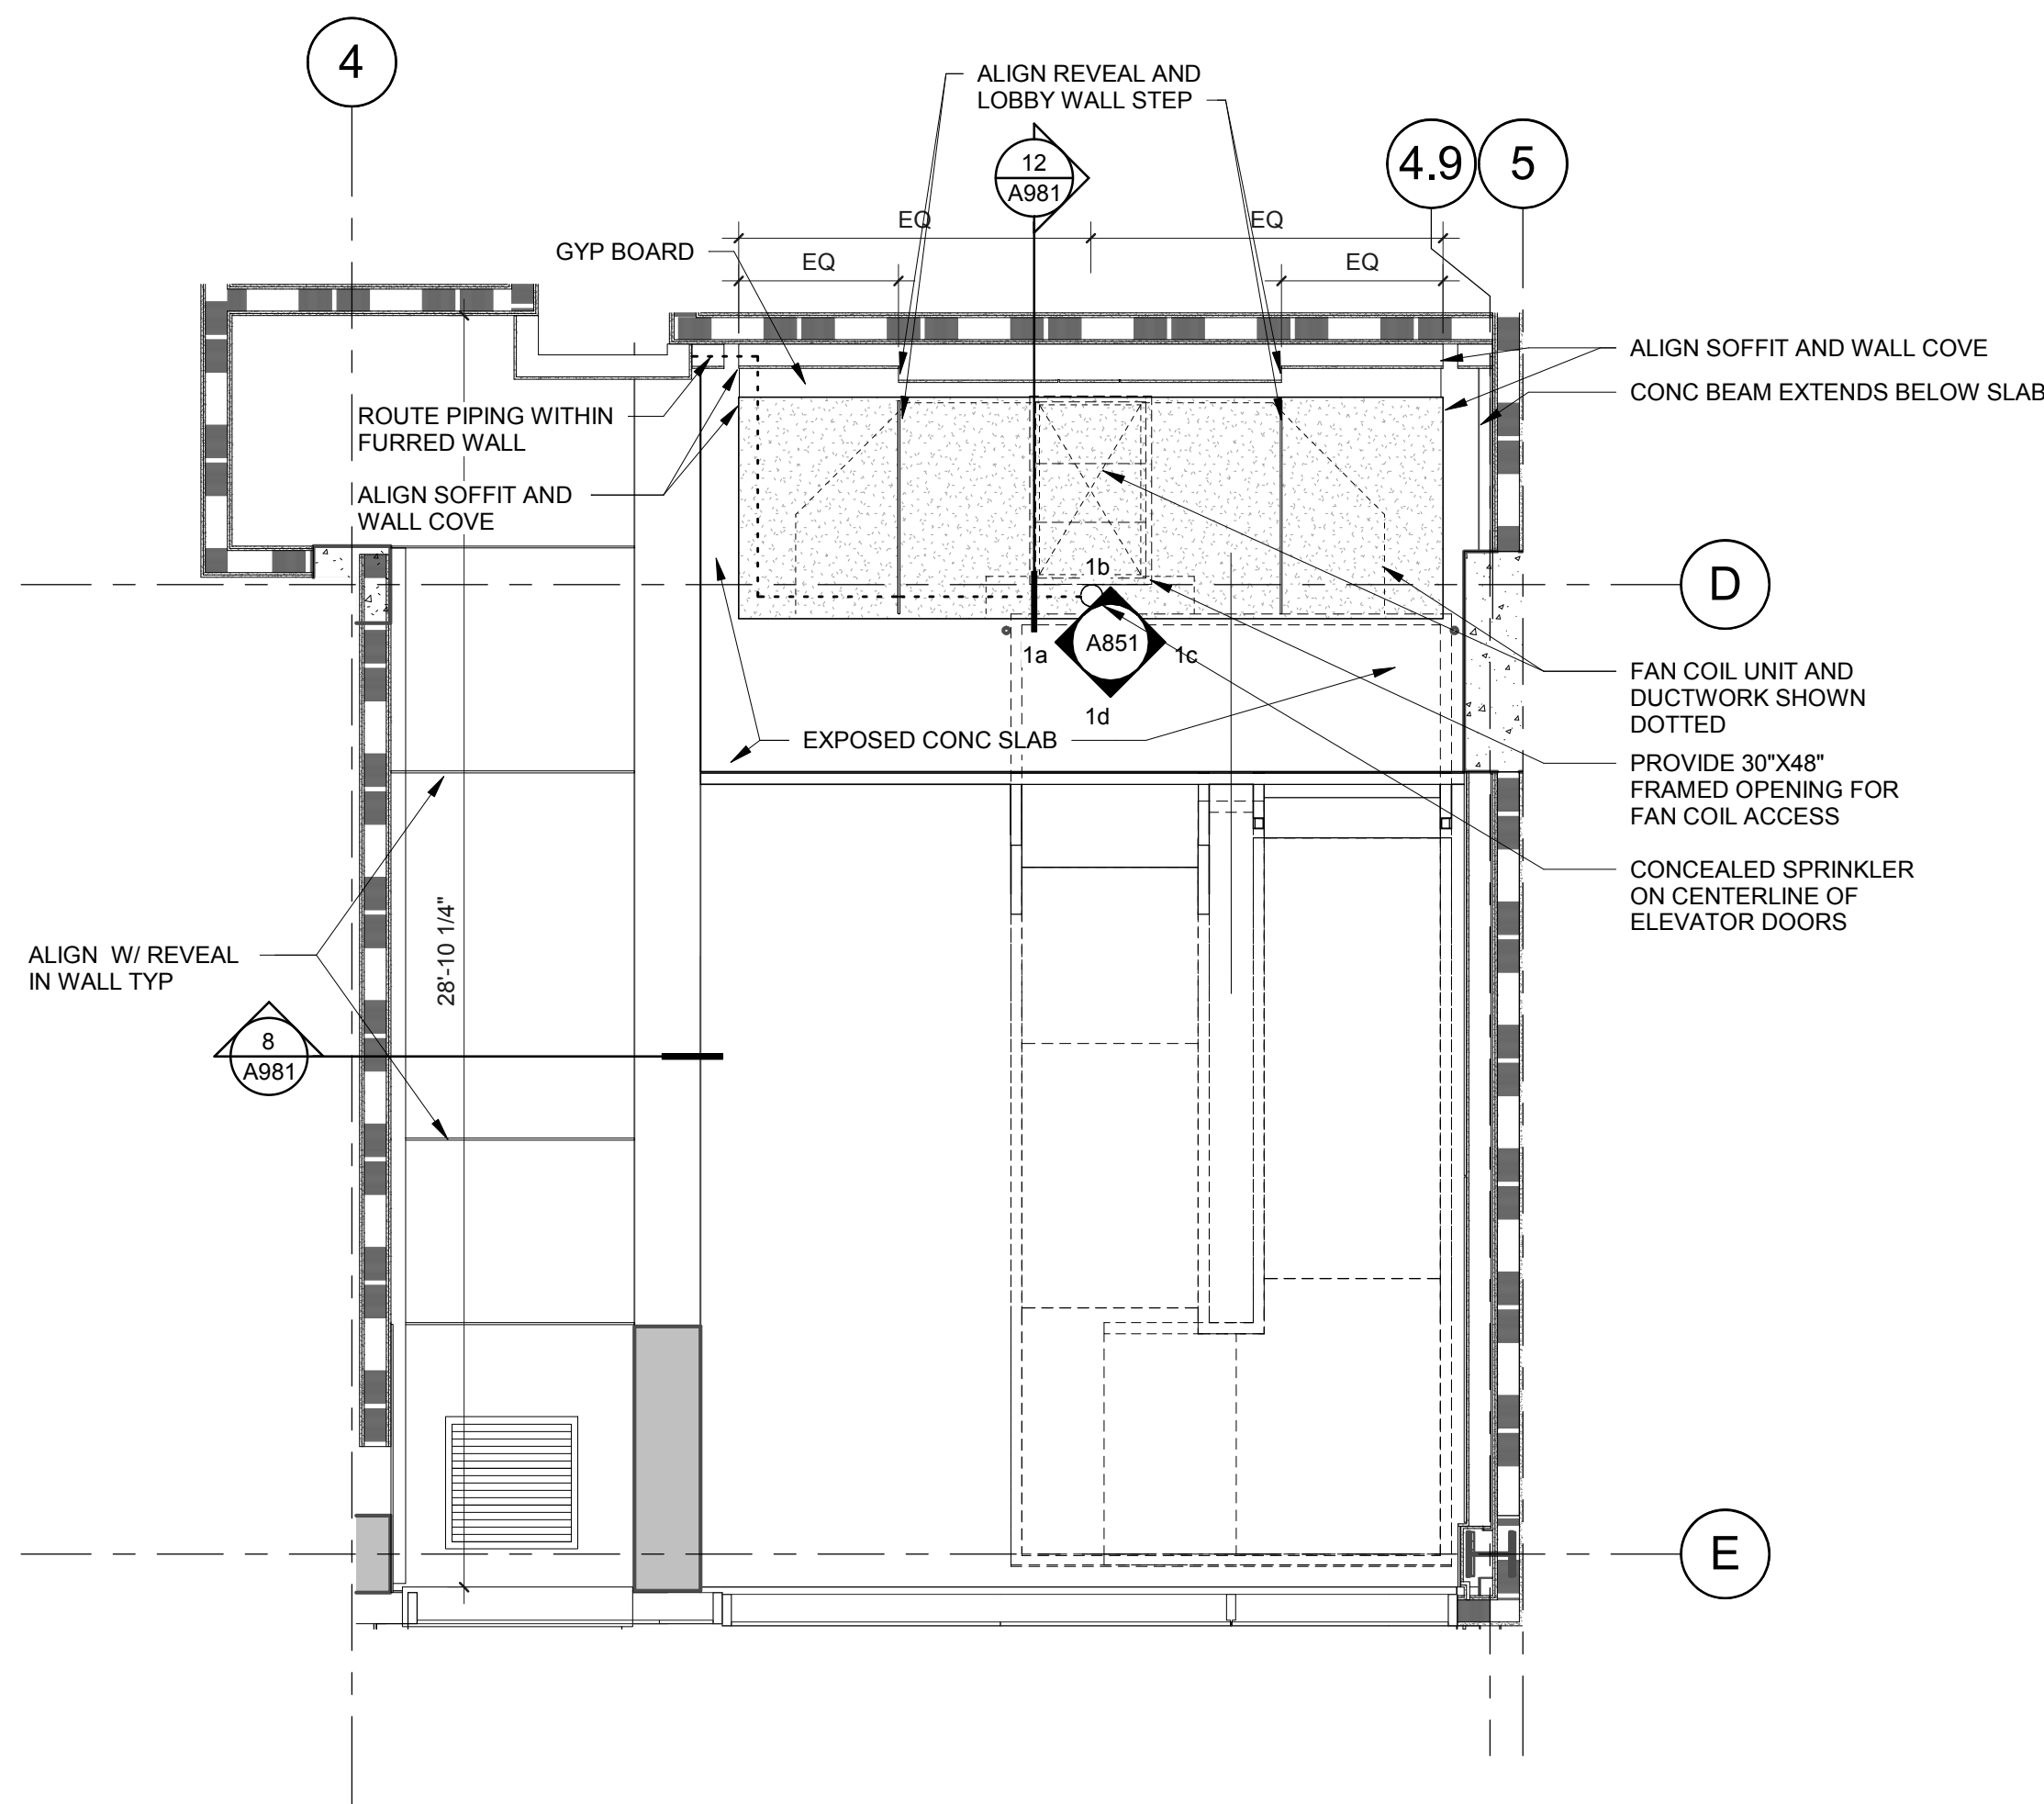 4
ALIGN REVEAL AND
LOBBY WALL STEP
12
A981
4.9
5
EQ
EQ
GYP BOARD
EQ
EQ
ALIGN SOFFIT AND WALL COVE
CONC BEAM EXTENDS BELOW SLAB
ROUTE PIPING WITHIN
FURRED WALL
ALIGN SOFFIT AND
WALL COVE
1b
D
1a
A851
1c
1d
FAN COIL UNIT AND
DUCTWORK SHOWN
DOTTED
EXPOSED CONC SLAB
PROVIDE 30"X48"
FRAMED OPENING FOR
FAN COIL ACCESS
CONCEALED SPRINKLER
ON CENTERLINE OF
ELEVATOR DOORS
28'-10 1/4"
ALIGN W/ REVEAL
IN WALL TYP
8
A981
E